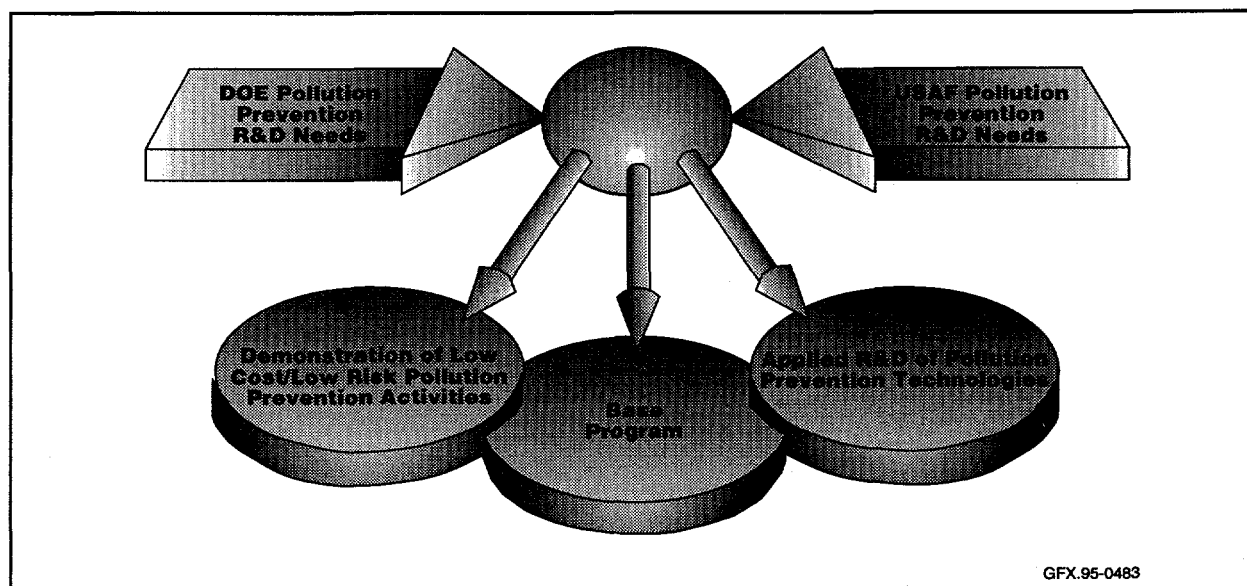 DOE Pollution
Prevention
R&D Needs
USAF Pollution
Prevention
R&D Needs
Demonstration of Low
Cost/Low Risk Pollution
Prevention Activities
Base
Program
Applied R&D of Pollution
Prevention Technologies
GFX.95-0483